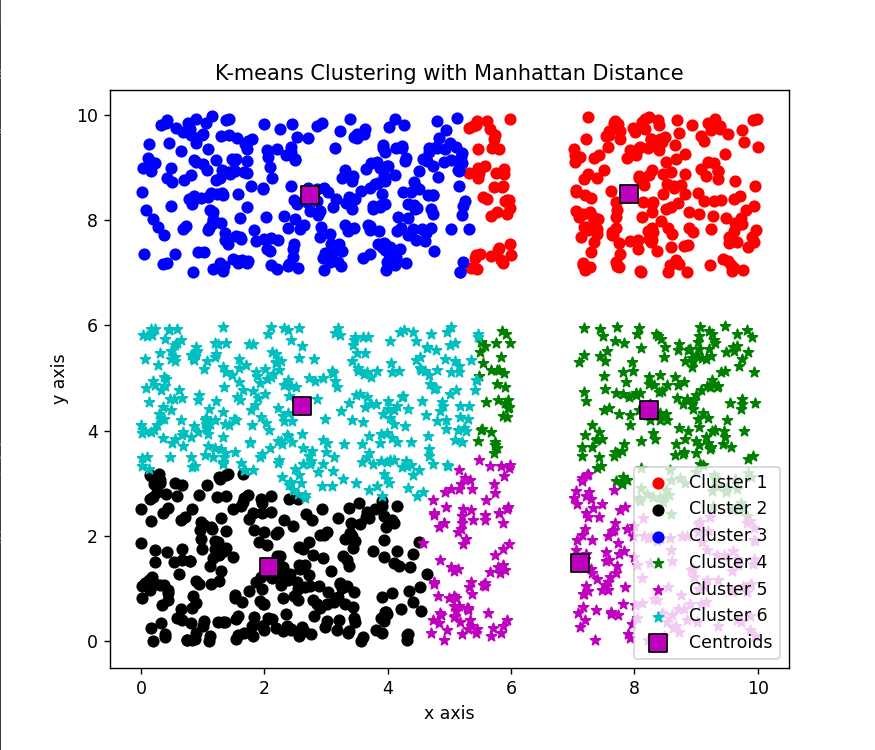 K-means Clustering with Manhattan Distance
10
8
6
4
2
0
y axis
0 2 4 6 8 10
x axis
Cluster 1
Cluster 2
Cluster 3
Cluster 4
Cluster 5
Cluster 6
Centroids